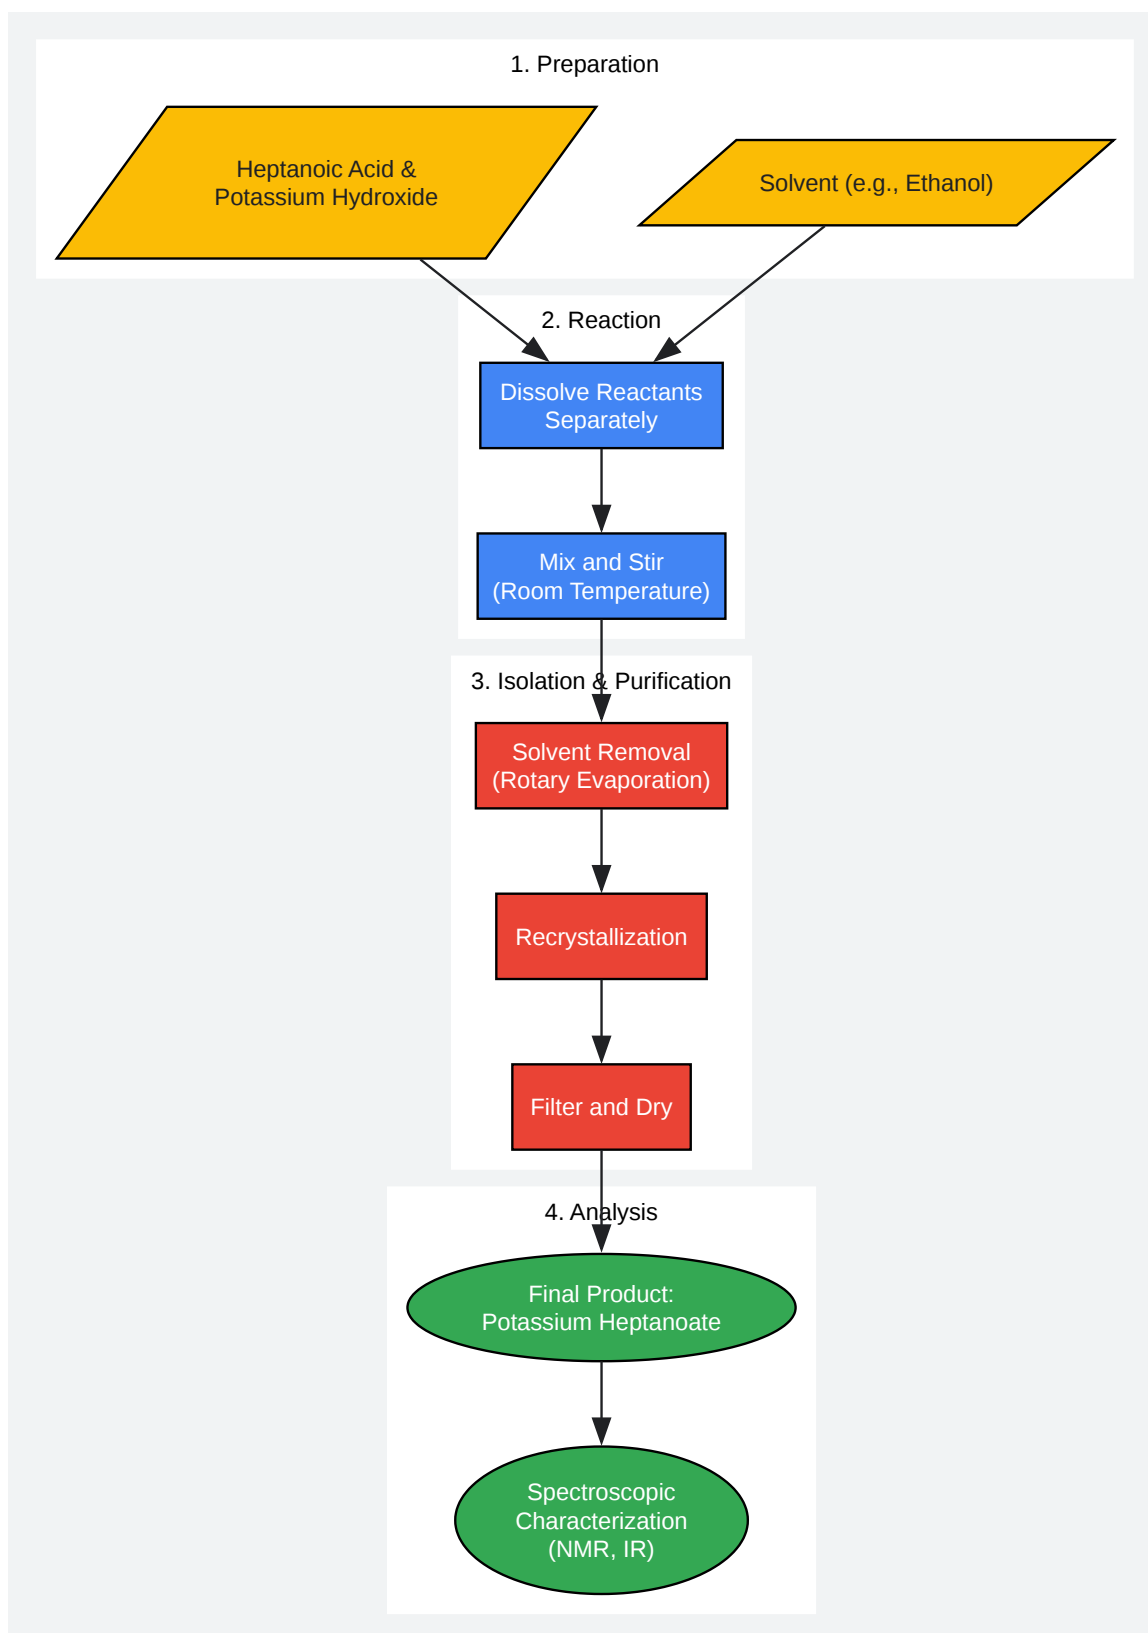 1. Preparation
Heptanoic Acid &
Potassium Hydroxide
Solvent (e.g., Ethanol)
2. Reaction
Dissolve Reactants
Separately
Mix and Stir
(Room Temperature)
3. Isolation & Purification
Solvent Removal
(Rotary Evaporation)
Recrystallization
Filter and Dry
4. Analysis
Final Product:
Potassium Heptanoate
Spectroscopic
Characterization
(NMR, IR)